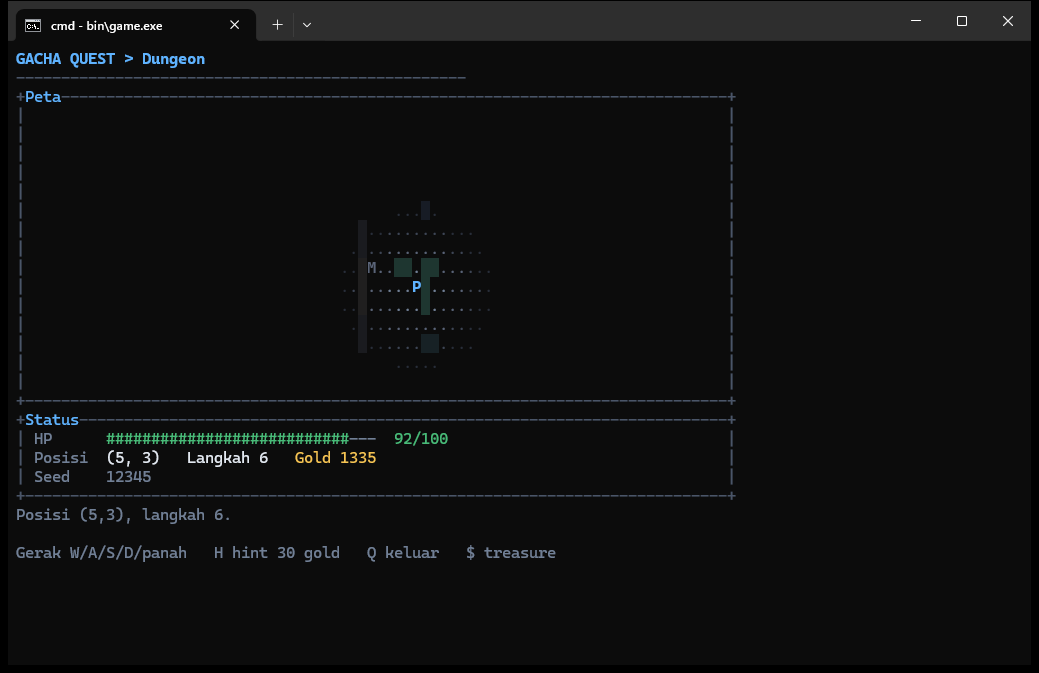 cmd - bin\game.exe
GACHA QUEST > Dungeon
Peta
M
P
Status
HP ###########################--- 92/100
Posisi (5, 3) Langkah 6 Gold 1335
Seed 12345
Posisi (5,3), langkah 6.
Gerak W/A/S/D/panah H hint 30 gold Q keluar $ treasure